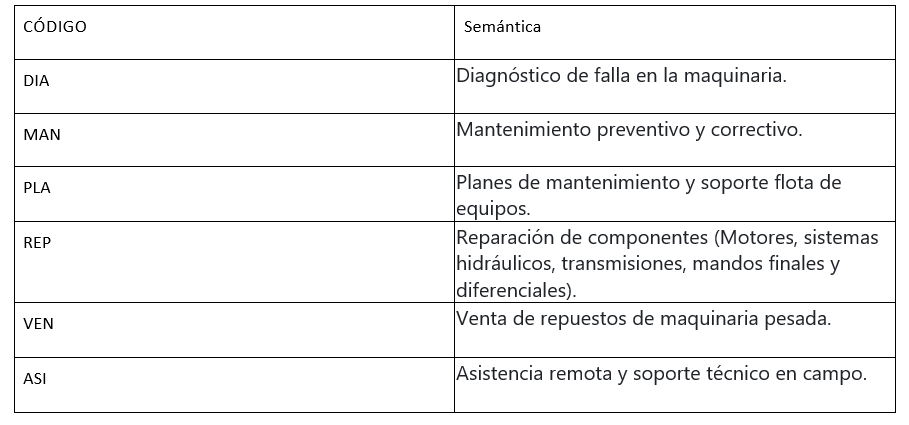 CÓDIGO
Semántica
DIA
Diagnóstico de falla en la maquinaria.
MAN
Mantenimiento preventivo y correctivo.
PLA
Planes de mantenimiento y soporte flota de
equipos.
REP
Reparación de componentes (Motores, sistemas
hidráulicos, transmisiones, mandos finales y
diferenciales).
VEN
Venta de repuestos de maquinaria pesada.
ASI
Asistencia remota y soporte técnico en campo.